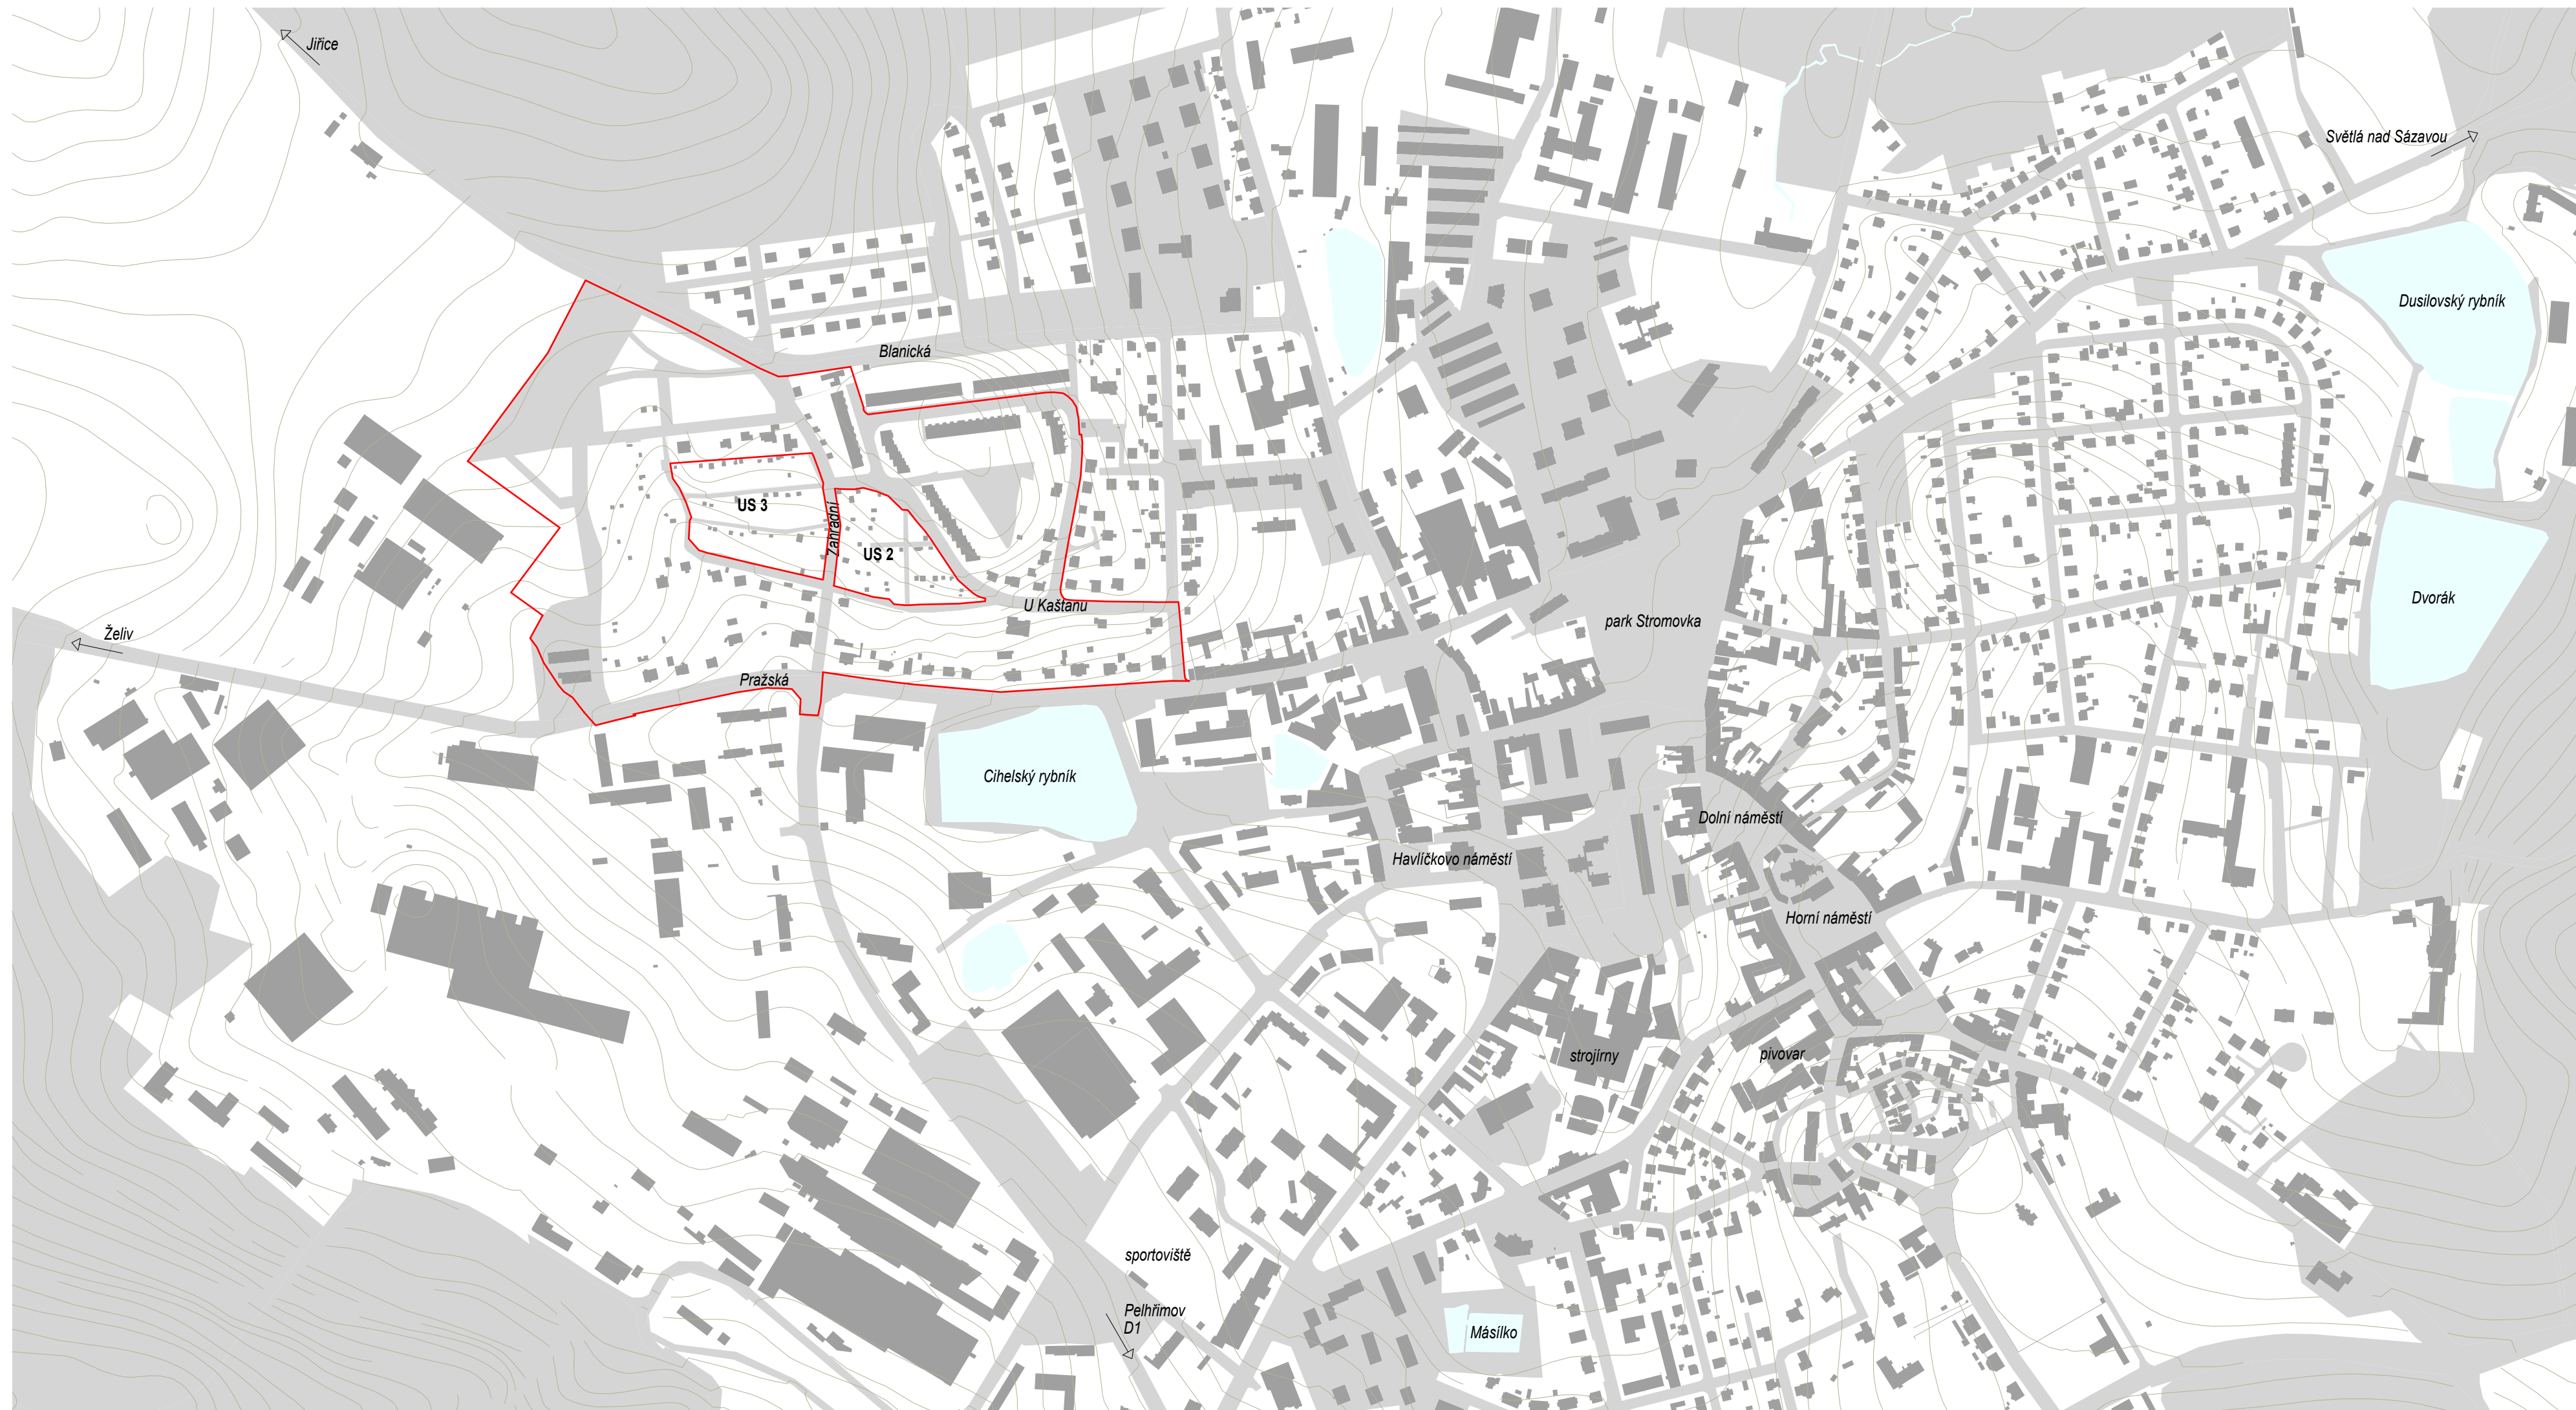 Jiřice
Světlá nad Sázavou
Dusilovský rybník
Blanická
US 3
Zahradní
US 2
Dvorák
U Kaštanu
park Stromovka
Želiv
Pražská
Cihelský rybník
Dolní náměstí
Havlíčkovo náměstí
Horní náměstí
strojírny
pivovar
sportoviště
Pelhřimov
D1
Másílko